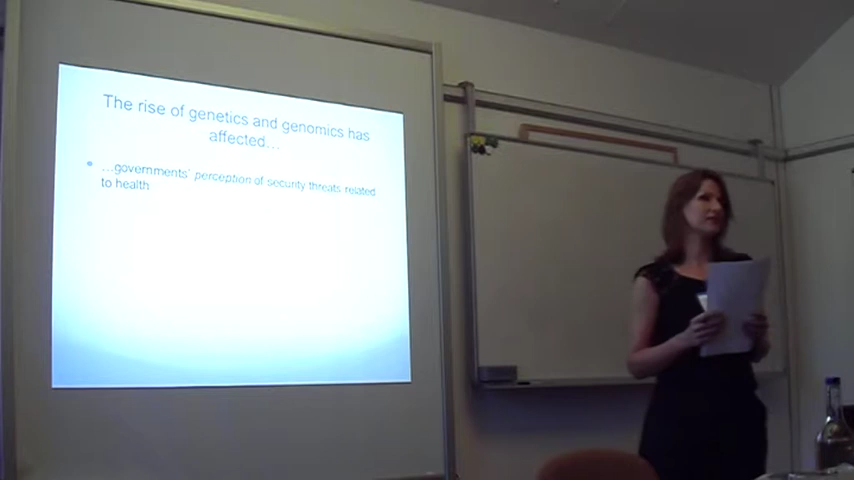 The rise of genetics and genomics has
affected…
…governments' perception of security threats related
to health